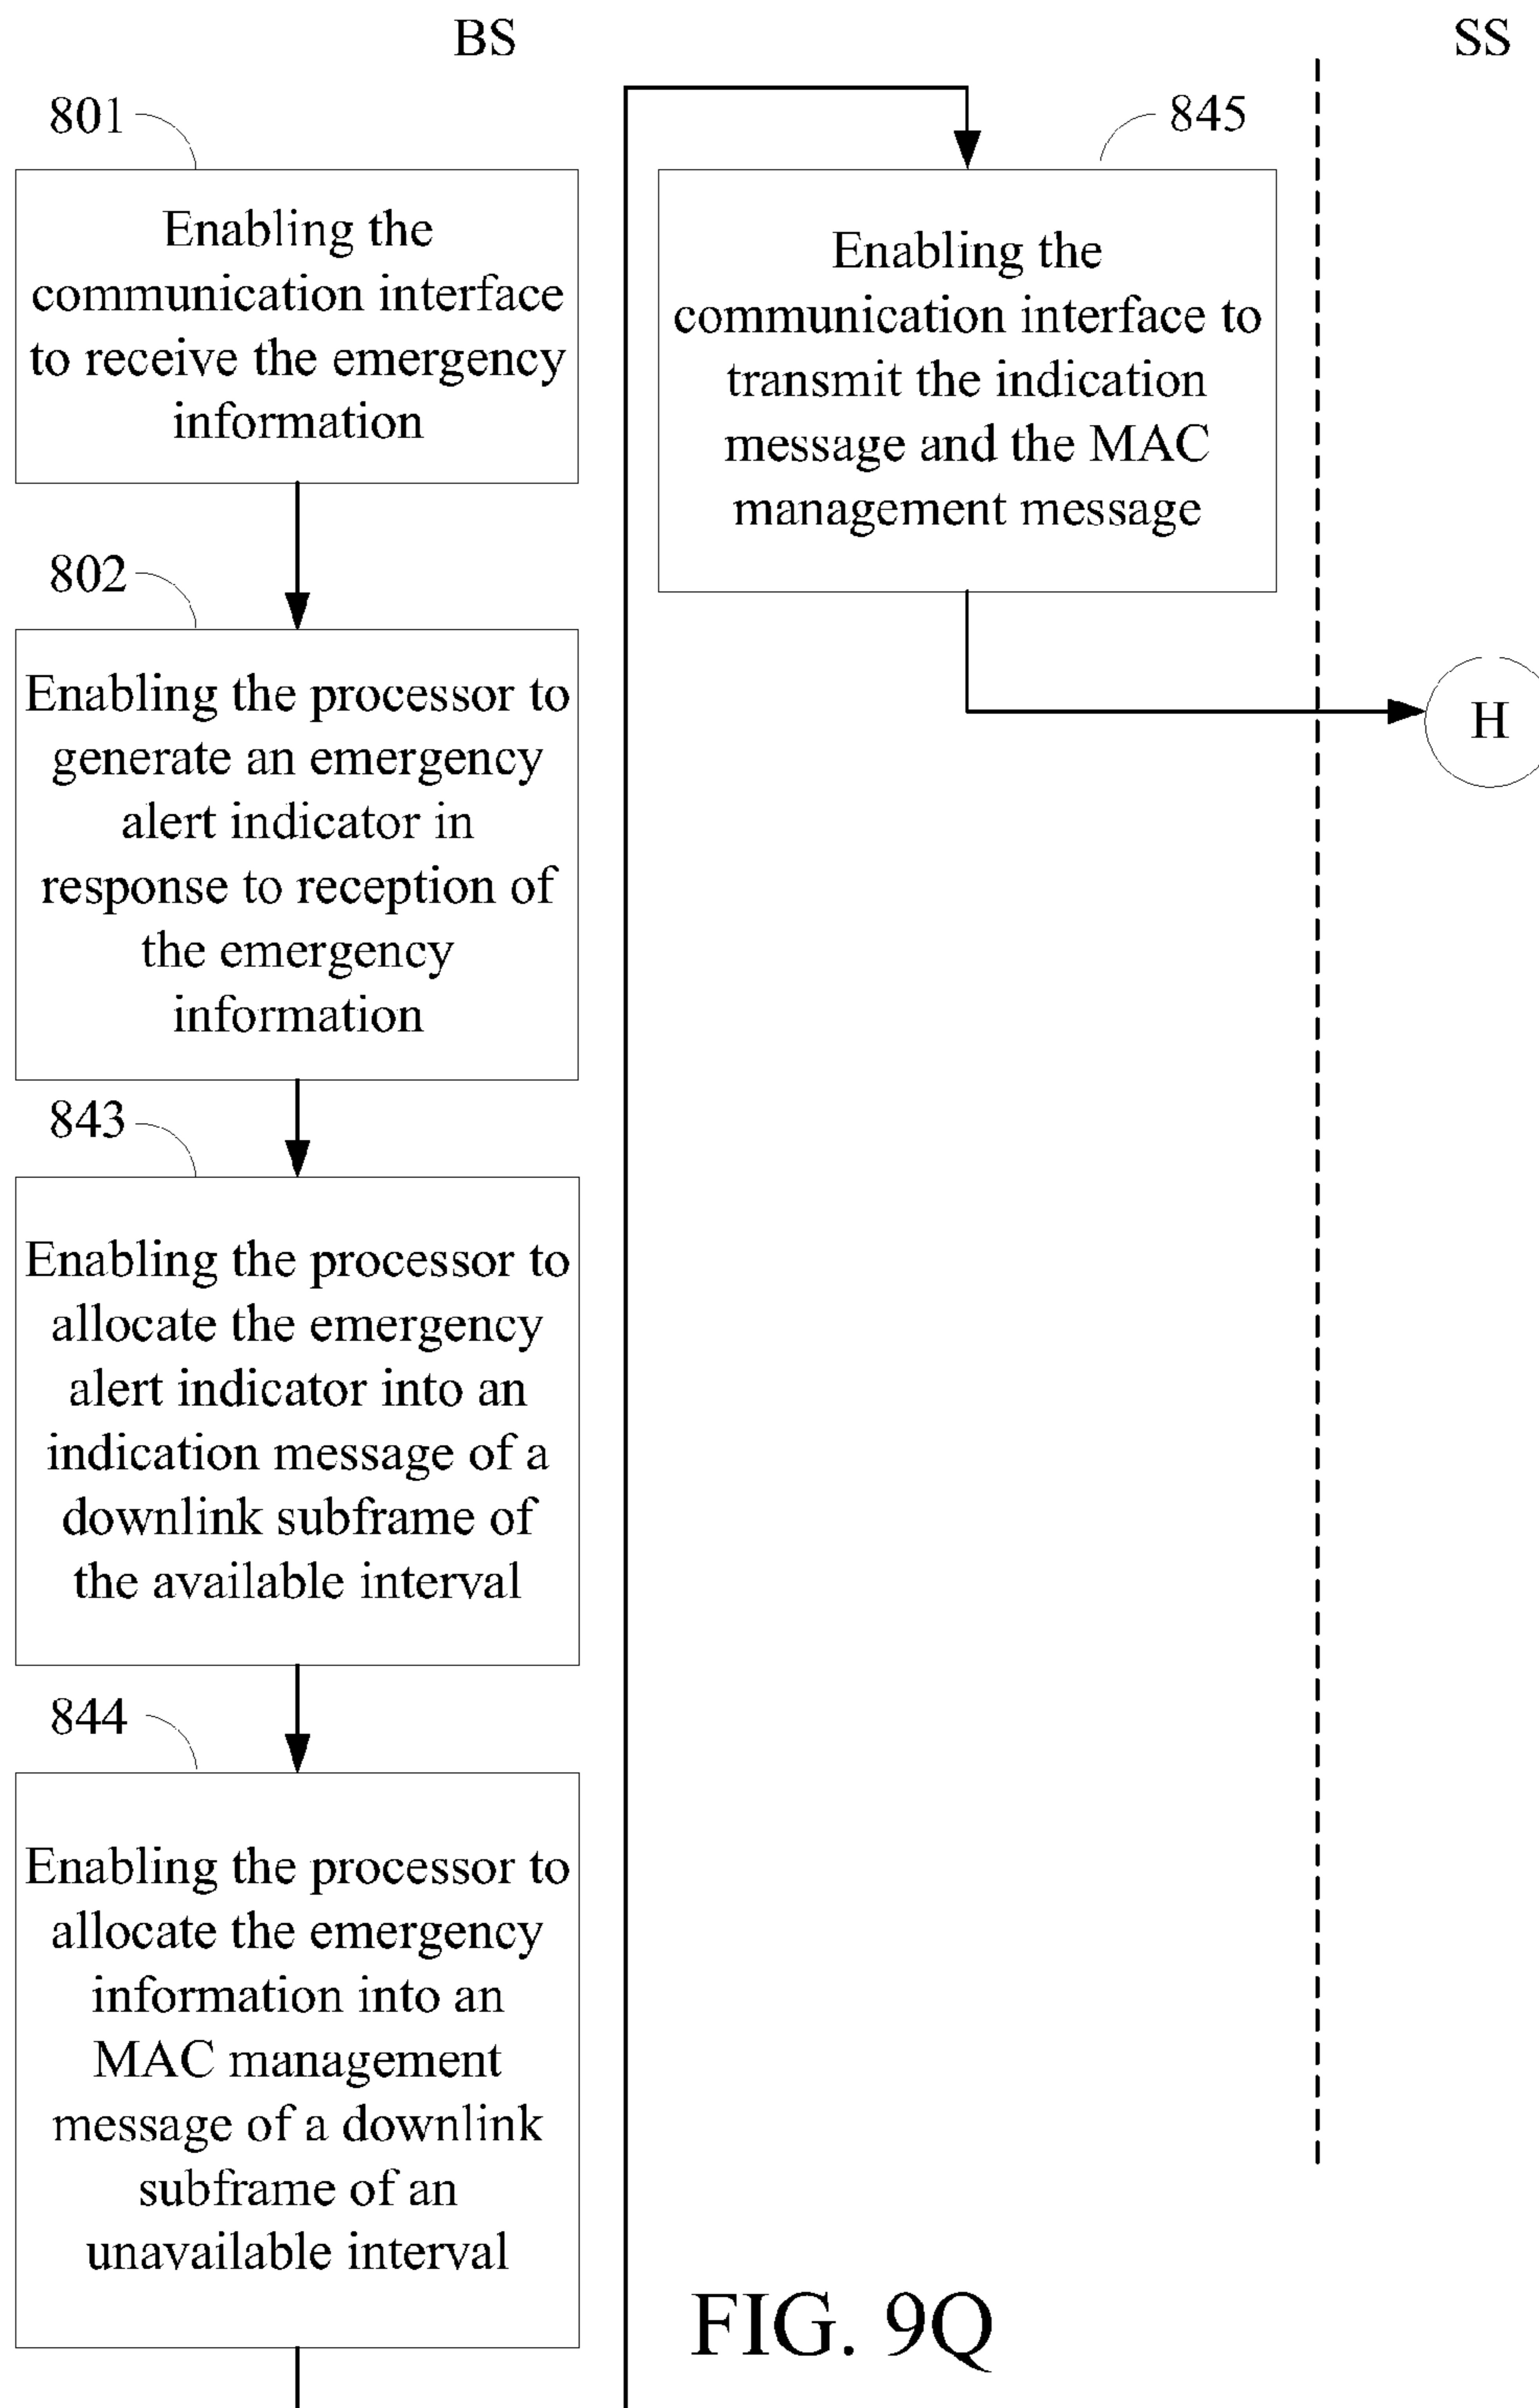 BS
SS
801
Enabling the
communication interface
to receive the emergency
information
802
Enabling the processor to
generate an emergency
alert indicator in
response to reception of
the emergency
information
843
Enabling the processor to
allocate the emergency
alert indicator into an
indication message of a
downlink subframe of
the available interval
844
Enabling the processor to
allocate the emergency
information into an
MAC management
message of a downlink
subframe of an
unavailable interval
845
Enabling the
communication interface to
transmit the indication
message and the MAC
management message
H
FIG. 9Q